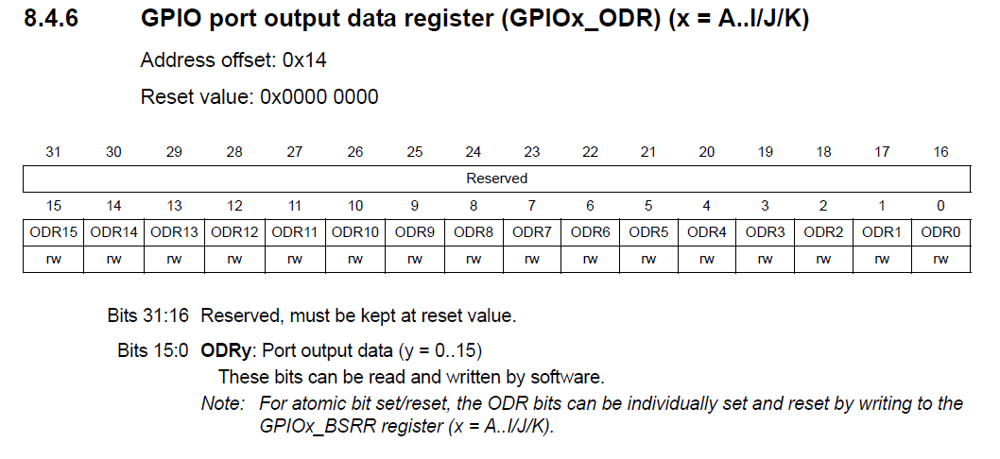 8.4.6 GPIO port output data register (GPIOx_ODR) (x = A..I/J/K)
Address offset: 0x14
Reset value: 0x0000 0000
31 30 29 28 27 26 25 24 23 22 21 20 19 18 17 16
Reserved
15 14 13 12 11 10 9 8 7 6 5 4 3 2 1 0
ODR15 ODR14 ODR13 ODR12 ODR11 ODR10 ODR9 ODR8 ODR7 ODR6 ODR5 ODR4 ODR3 ODR2 ODR1 ODR0
rw rw rw rw rw rw rw rw rw rw rw rw rw rw rw rw
Bits 31:16 Reserved, must be kept at reset value.
Bits 15:0 ODRy: Port output data (y = 0..15)
These bits can be read and written by software.
Note: For atomic bit set/reset, the ODR bits can be individually set and reset by writing to the
GPIOx_BSRR register (x = A..I/J/K).